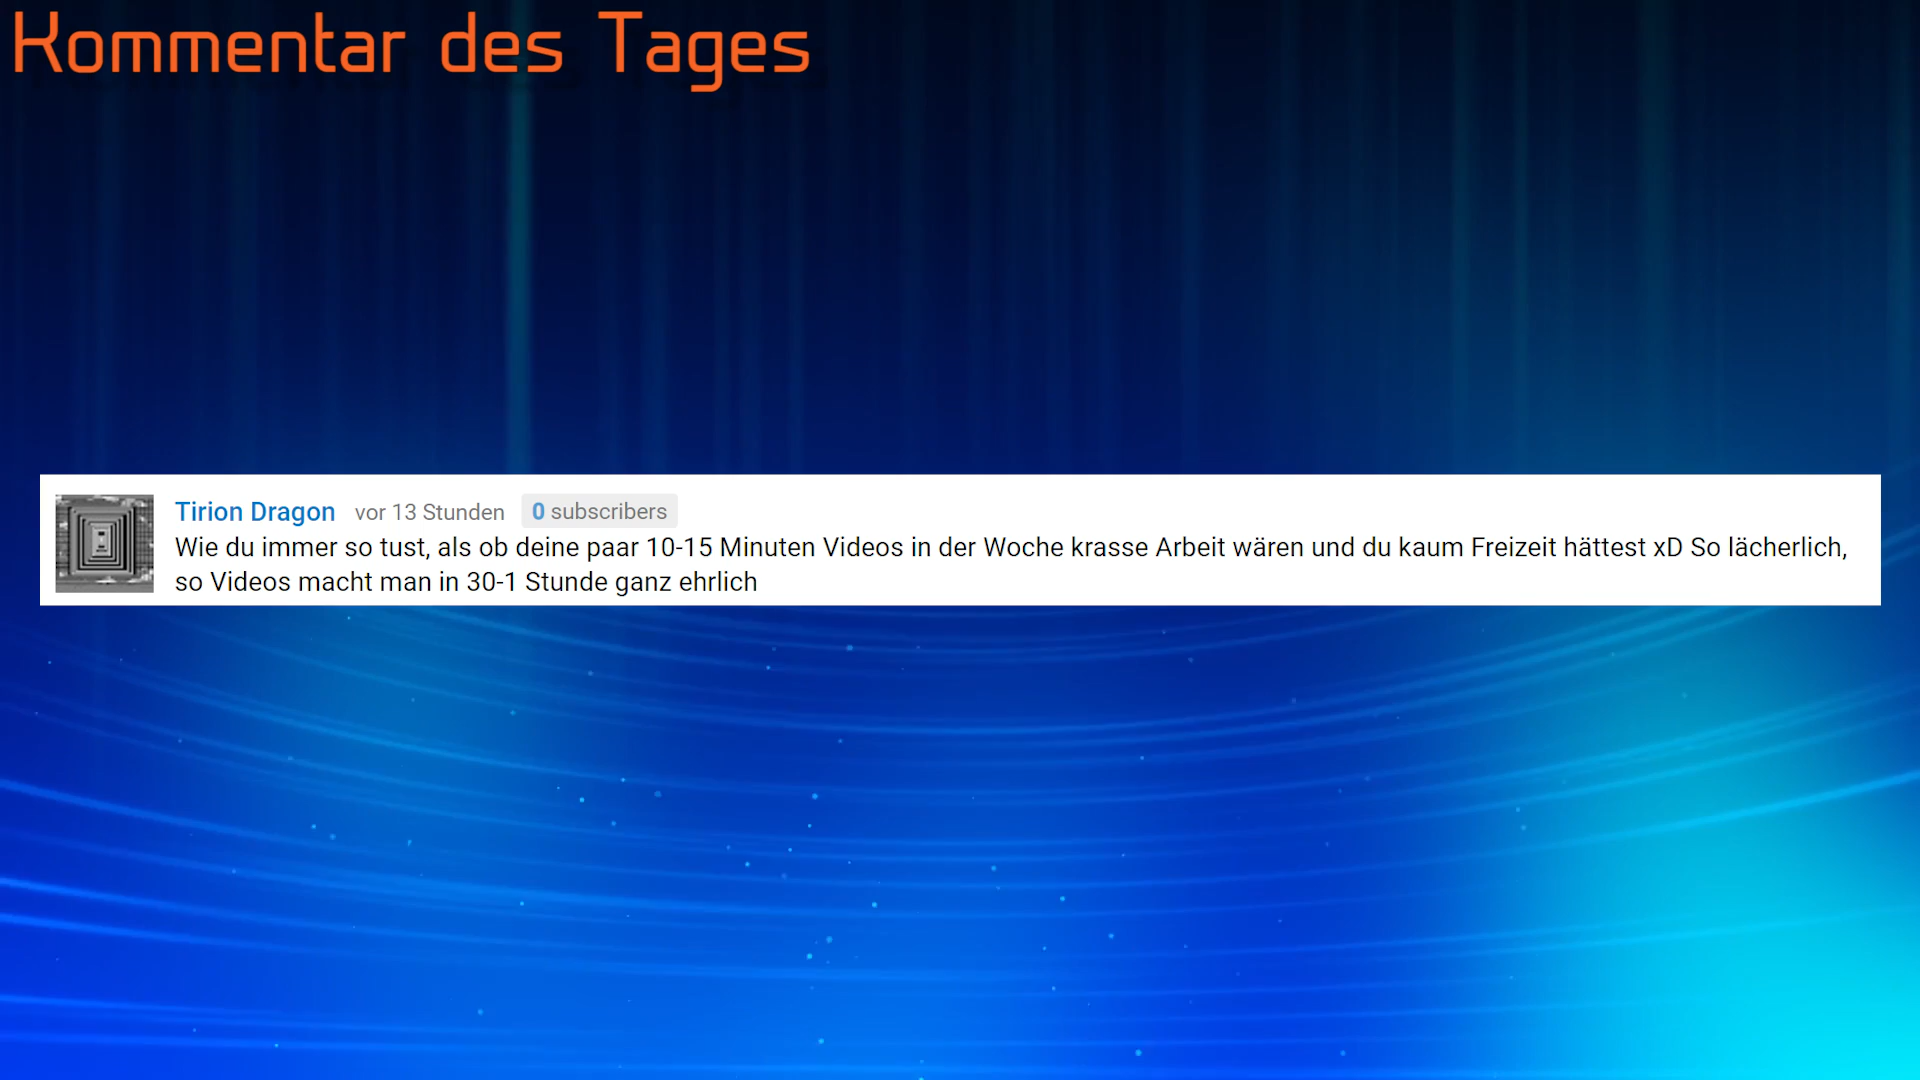 Kommentar des Tages
Tirion Dragon vor 13 Stunden 0 subscribers
Wie du immer so tust, als ob deine paar 10-15 Minuten Videos in der Woche krasse Arbeit wären und du kaum Freizeit hättest xD So lächerlich,
so Videos macht man in 30-1 Stunde ganz ehrlich